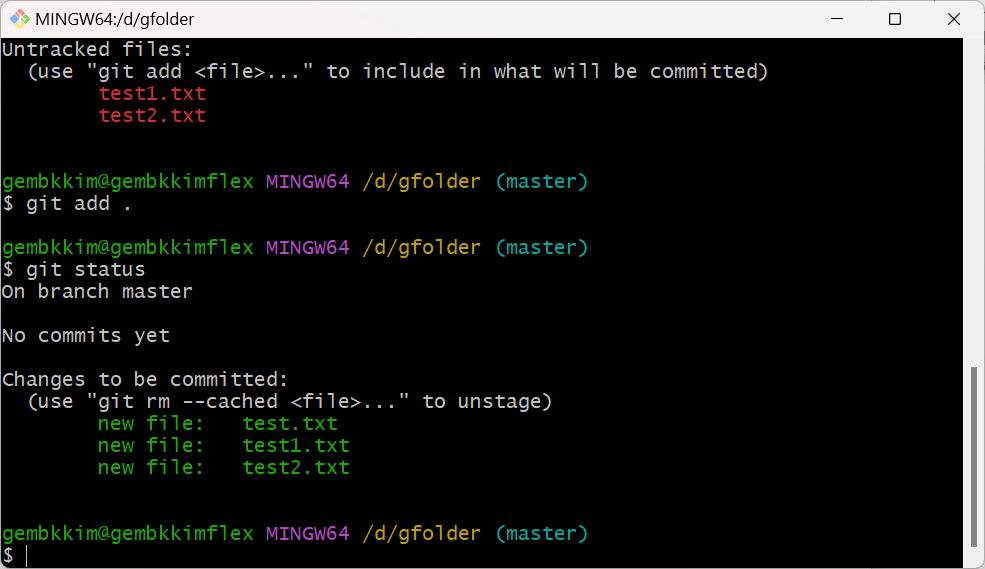 MINGW64:/d/gfolder
Untracked files:
  (use "git add <file>..." to include in what will be committed)
        test1.txt
        test2.txt
gembkkim@gembkkimflex MINGW64 /d/gfolder (master)
$ git add .
gembkkim@gembkkimflex MINGW64 /d/gfolder (master)
$ git status
On branch master
No commits yet
Changes to be committed:
  (use "git rm --cached <file>..." to unstage)
        new file:   test.txt
        new file:   test1.txt
        new file:   test2.txt
gembkkim@gembkkimflex MINGW64 /d/gfolder (master)
$